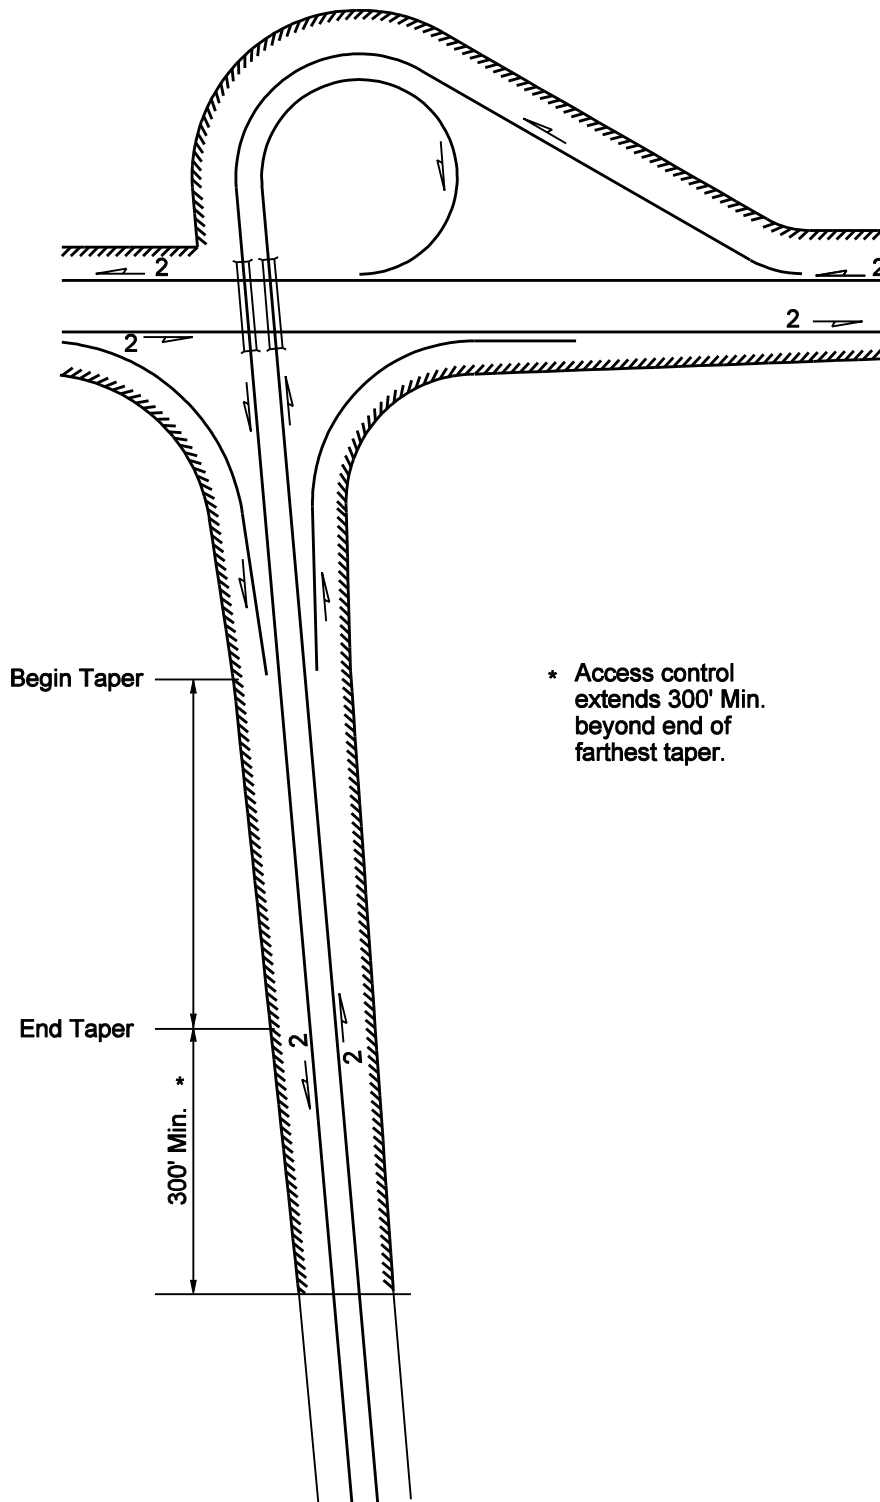 2
2
2
2
Begin Taper
* Access control
extends 300' Min.
beyond end of
farthest taper.
End Taper
2
2
300' Min. *